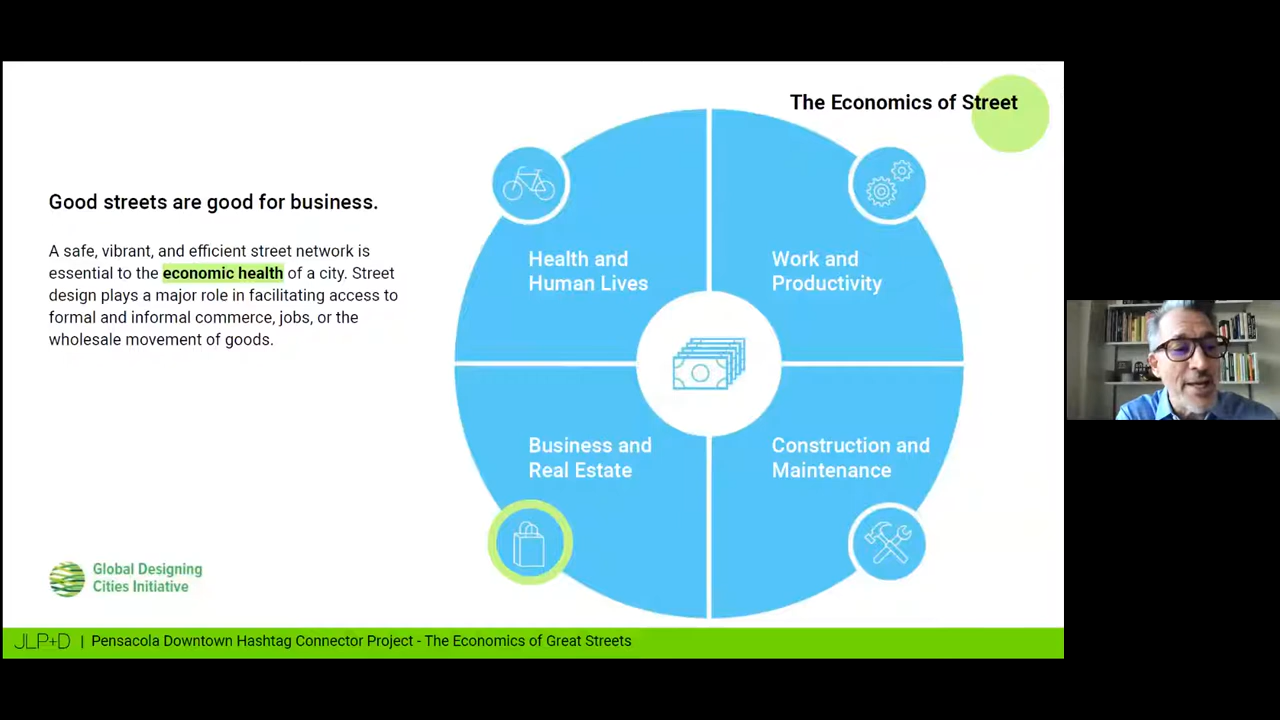 The Economics of Street
Good streets are good for business.
A safe, vibrant, and efficient street network is
essential to the economic health of a city. Street
design plays a major role in facilitating access to
formal and informal commerce, jobs, or the
wholesale movement of goods.
Health and
Human Lives
Work and
Productivity
Business and
Real Estate
Construction and
Maintenance
Global Designing
Cities Initiative
JLP+D | Pensacola Downtown Hashtag Connector Project - The Economics of Great Streets